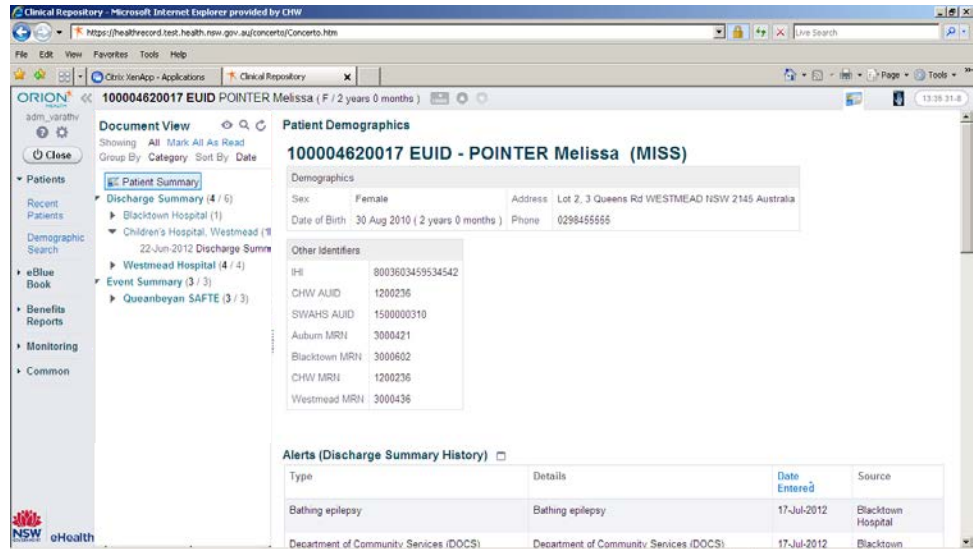 Clinical Repository - Microsoft Internet Explorer provided by CHW
https://healthrecord.test.health.nsw.gov.au/concerto/Concerto.htm
Live Search
File Edit View Favorites Tools Help
Citrix XenApp - Applications
Clinical Repository
Page
Tools
ORION
HEALTH
100004620017 EUID POINTER Melissa ( F / 2 years 0 months )
13:35 31-8
adm_varathv
Close
Patients
Recent Patients
Demographic Search
eBlue Book
Benefits Reports
Monitoring
Common
NSW eHealth
Document View
Showing All Mark All As Read
Group By Category Sort By Date
Patient Summary
Discharge Summary (4 / 6)
Blacktown Hospital (1)
Children's Hospital, Westmead (1
22-Jun-2012 Discharge Summ
Westmead Hospital (4 / 4)
Event Summary (3 / 3)
Queanbeyan SAFTE (3 / 3)
Patient Demographics
100004620017 EUID - POINTER Melissa (MISS)
Demographics
Sex Female Address Lot 2, 3 Queens Rd WESTMEAD NSW 2145 Australia
Date of Birth 30 Aug 2010 ( 2 years 0 months ) Phone 0298455555
Other Identifiers
IHI 8003603459534542
CHW AUID 1200236
SWAHS AUID 1500000310
Auburn MRN 3000421
Blacktown MRN 3000602
CHW MRN 1200236
Westmead MRN 3000436
Alerts (Discharge Summary History)
Type Details Date Entered Source
Bathing epilepsy Bathing epilepsy 17-Jul-2012 Blacktown Hospital
Department of Community Services (DOCS) Department of Community Services (DOCS) 17-Jul-2012 Blacktown